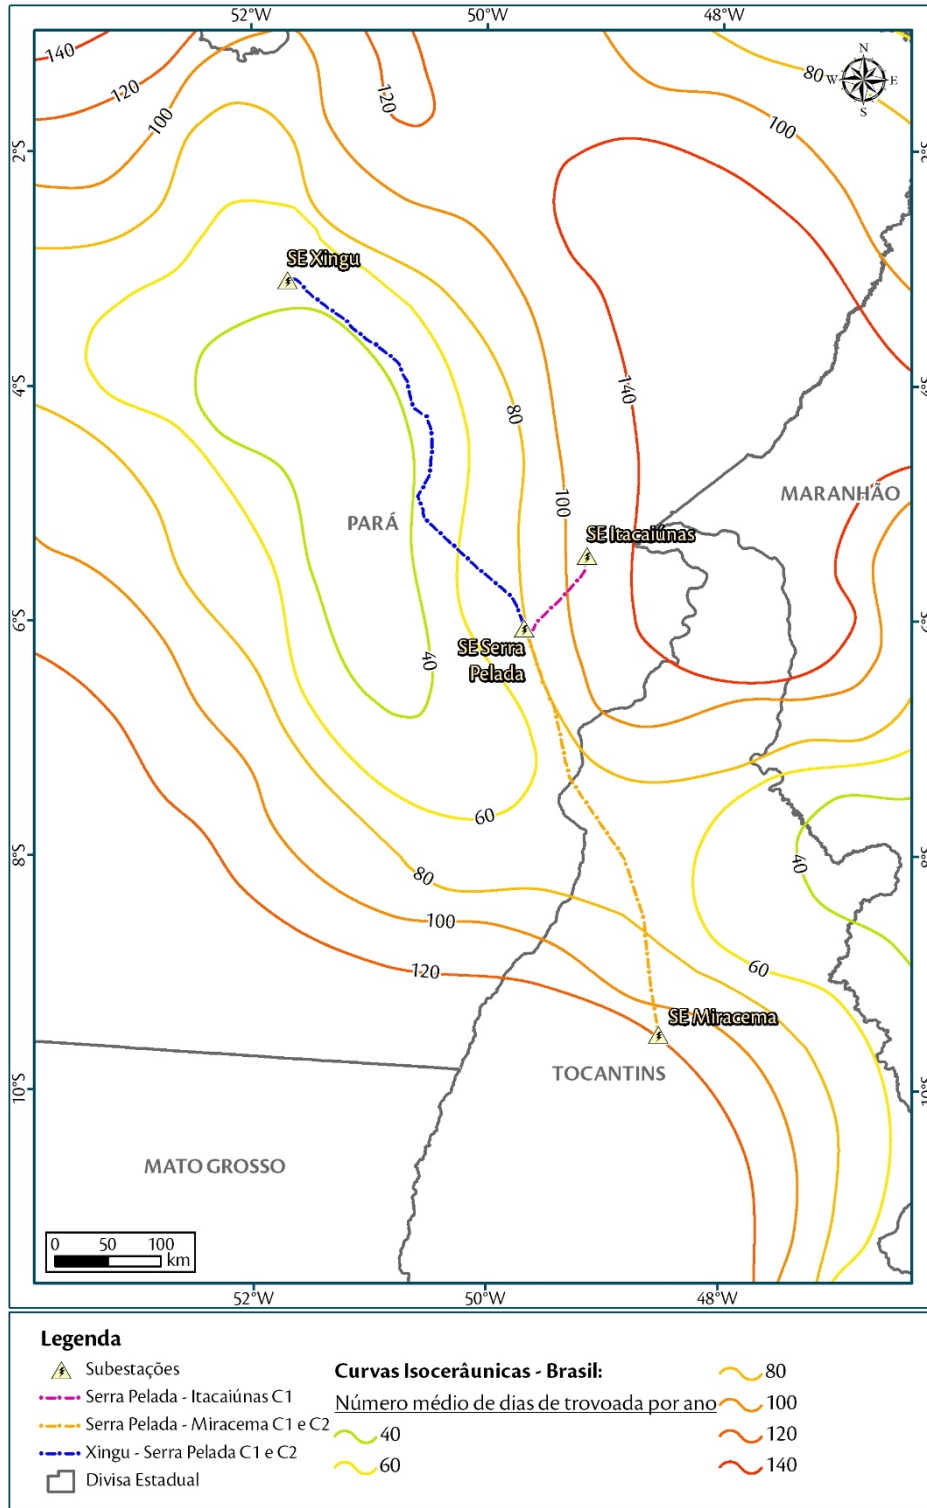 52°W
50°W
48°W
N
W
E
S
140
120
100
120
80
100
2°S
SE Xingu
4°S
80
140
100
MARANHÃO
PARÁ
SE Itacaiúnas
6°S
SE Serra
Pelada
40
60
8°S
80
40
100
60
120
SE Miracema
10°S
TOCANTINS
MATO GROSSO
0 50 100
km
52°W
50°W
48°W
Legenda
Subestações
Serra Pelada - Itacaiúnas C1
Serra Pelada - Miracema C1 e C2
Xingu - Serra Pelada C1 e C2
Divisa Estadual
Curvas Isocerâunicas - Brasil:
Número médio de dias de trovoada por ano
40
60
80
100
120
140